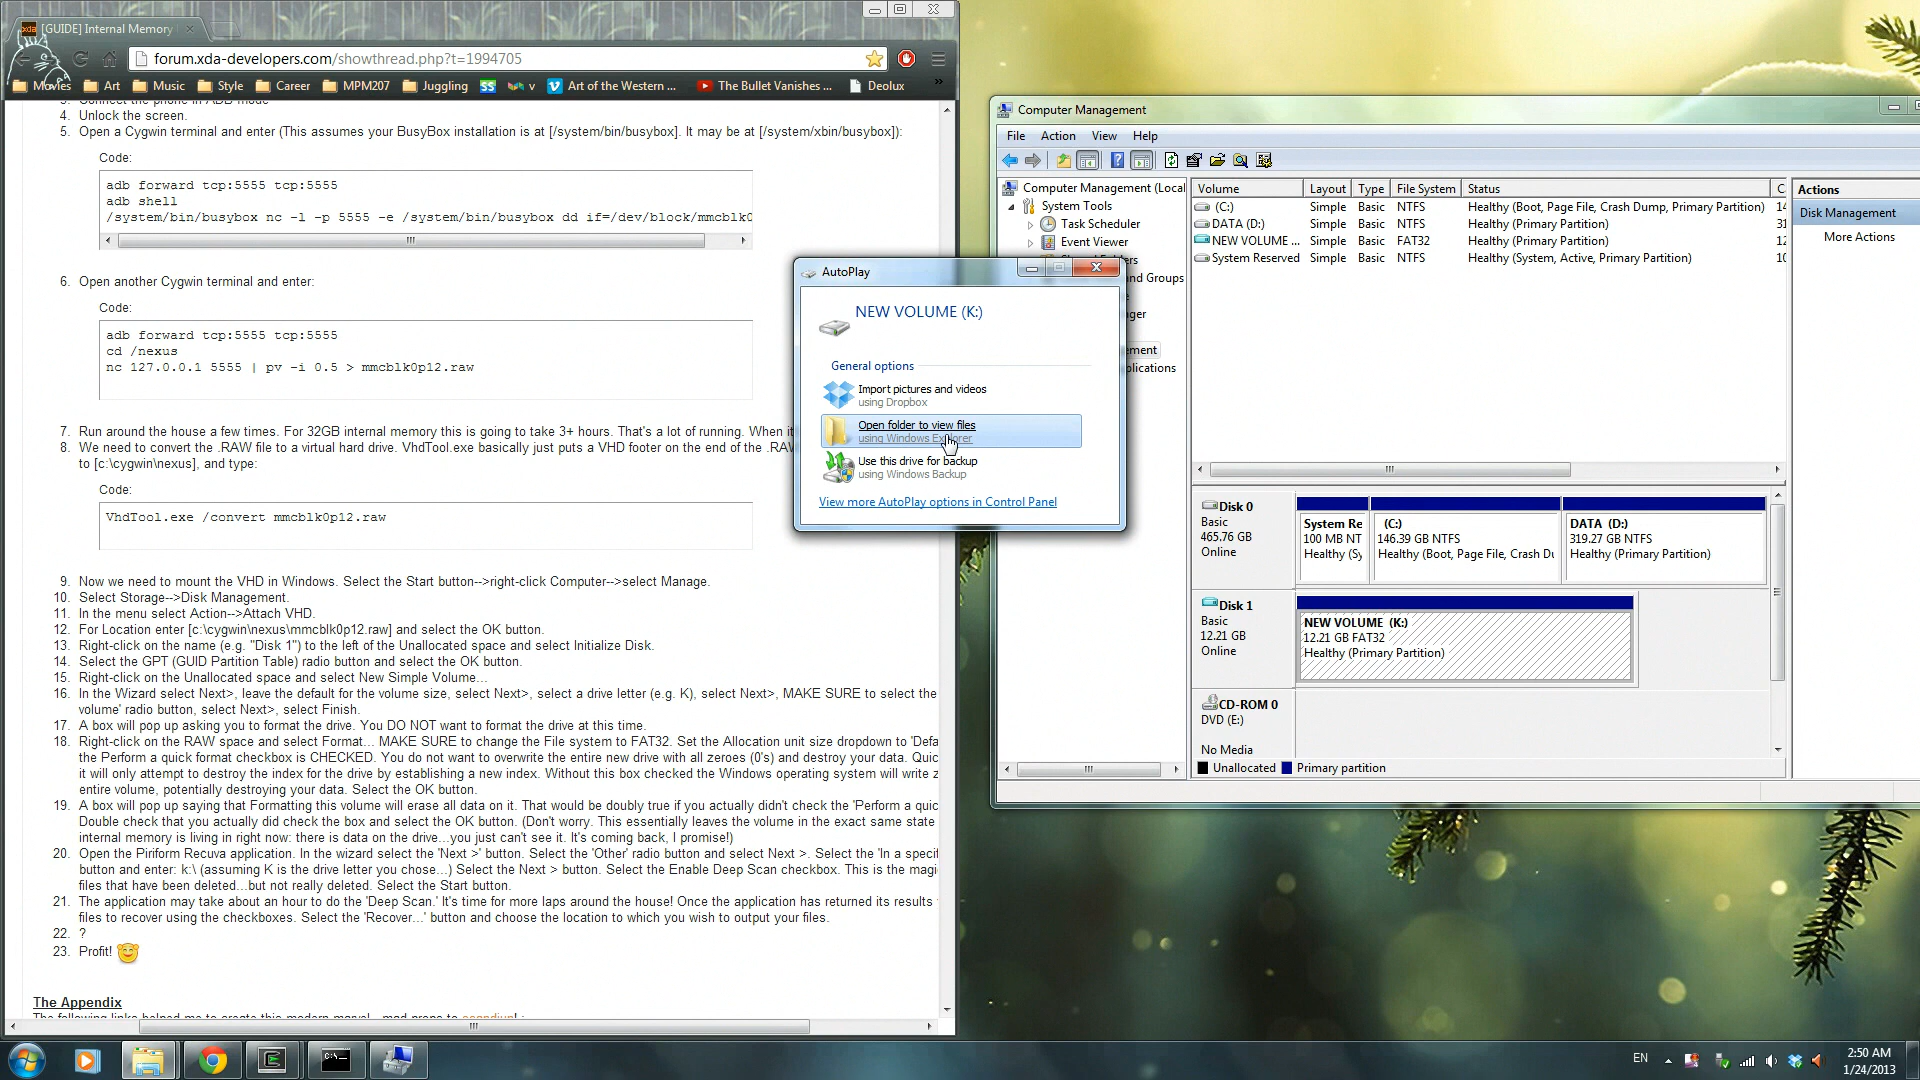 [GUIDE] Internal Memory
forum.xda-developers.com/showthread.php?t=1994705
Movies
Art
Music
Style
Career
MPM207
Juggling
v
Art of the Western ...
The Bullet Vanishes ...
Deolux
»
3. Connect the phone in ADB mode
4. Unlock the screen.
5. Open a Cygwin terminal and enter (This assumes your BusyBox installation is at [/system/bin/busybox]. It may be at [/system/xbin/busybox]):
Code:
adb forward tcp:5555 tcp:5555
adb shell
/system/bin/busybox nc -l -p 5555 -e /system/bin/busybox dd if=/dev/block/mmcblk0
6. Open another Cygwin terminal and enter:
Code:
adb forward tcp:5555 tcp:5555
cd /nexus
nc 127.0.0.1 5555 | pv -i 0.5 > mmcblk0p12.raw
7. Run around the house a few times. For 32GB internal memory this is going to take 3+ hours. That's a lot of running. When it
8. We need to convert the .RAW file to a virtual hard drive. VhdTool.exe basically just puts a VHD footer on the end of the .RAW
to [c:\cygwin\nexus], and type:
Code:
VhdTool.exe /convert mmcblk0p12.raw
9. Now we need to mount the VHD in Windows. Select the Start button-->right-click Computer-->select Manage.
10. Select Storage-->Disk Management.
11. In the menu select Action-->Attach VHD.
12. For Location enter [c:\cygwin\nexus\mmcblk0p12.raw] and select the OK button.
13. Right-click on the name (e.g. "Disk 1") to the left of the Unallocated space and select Initialize Disk.
14. Select the GPT (GUID Partition Table) radio button and select the OK button.
15. Right-click on the Unallocated space and select New Simple Volume...
16. In the Wizard select Next>, leave the default for the volume size, select Next>, select a drive letter (e.g. K), select Next>, MAKE SURE to select the
volume' radio button, select Next>, select Finish.
17. A box will pop up asking you to format the drive. You DO NOT want to format the drive at this time.
18. Right-click on the RAW space and select Format... MAKE SURE to change the File system to FAT32. Set the Allocation unit size dropdown to 'Defa
the Perform a quick format checkbox is CHECKED. You do not want to overwrite the entire new drive with all zeroes (0's) and destroy your data. Quic
it will only attempt to destroy the index for the drive by establishing a new index. Without this box checked the Windows operating system will write z
entire volume, potentially destroying your data. Select the OK button.
19. A box will pop up saying that Formatting this volume will erase all data on it. That would be doubly true if you actually didn't check the 'Perform a quic
Double check that you actually did check the box and select the OK button. (Don't worry. This essentially leaves the volume in the exact same state
internal memory is living in right now: there is data on the drive...you just can't see it. It's coming back, I promise!)
20. Open the Piriform Recuva application. In the wizard select the 'Next >' button. Select the 'Other' radio button and select Next >. Select the 'In a specif
button and enter: k:\ (assuming K is the drive letter you chose...) Select the Next > button. Select the Enable Deep Scan checkbox. This is the magi
files that have been deleted...but not really deleted. Select the Start button.
21. The application may take about an hour to do the 'Deep Scan.' It's time for more laps around the house! Once the application has returned its results
files to recover using the checkboxes. Select the 'Recover...' button and choose the location to which you wish to output your files.
22. ?
23. Profit!
The Appendix
AutoPlay
NEW VOLUME (K:)
General options
Import pictures and videos
using Dropbox
Open folder to view files
using Windows Explorer
Use this drive for backup
using Windows Backup
View more AutoPlay options in Control Panel
Computer Management
File Action View Help
Computer Management (Local
System Tools
Task Scheduler
Event Viewer
Shared Folders
nd Groups
ger
ement
plications
Volume Layout Type File System Status C
(C:) Simple Basic NTFS Healthy (Boot, Page File, Crash Dump, Primary Partition) 14
DATA (D:) Simple Basic NTFS Healthy (Primary Partition) 31
NEW VOLUME ... Simple Basic FAT32 Healthy (Primary Partition) 12
System Reserved Simple Basic NTFS Healthy (System, Active, Primary Partition) 10
Actions
Disk Management
More Actions
Disk 0
Basic
465.76 GB
Online
System Re
100 MB NT
Healthy (Sy
(C:)
146.39 GB NTFS
Healthy (Boot, Page File, Crash Du
DATA (D:)
319.27 GB NTFS
Healthy (Primary Partition)
Disk 1
Basic
12.21 GB
Online
NEW VOLUME (K:)
12.21 GB FAT32
Healthy (Primary Partition)
CD-ROM 0
DVD (E:)
No Media
Unallocated
Primary partition
EN
2:50 AM
1/24/2013